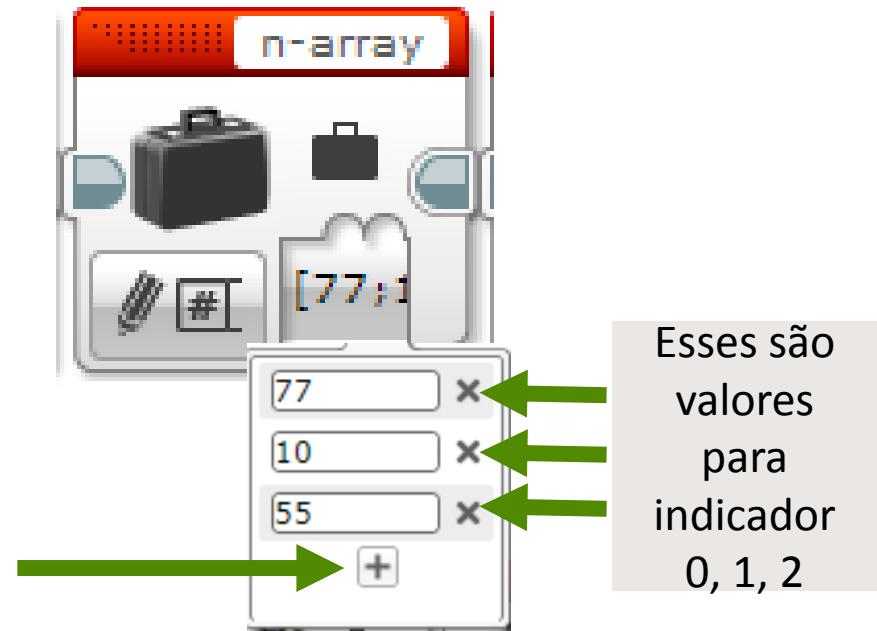 n-array
#
[77;1
77
10
55
+
Esses são
valores
para
indicador
0, 1, 2